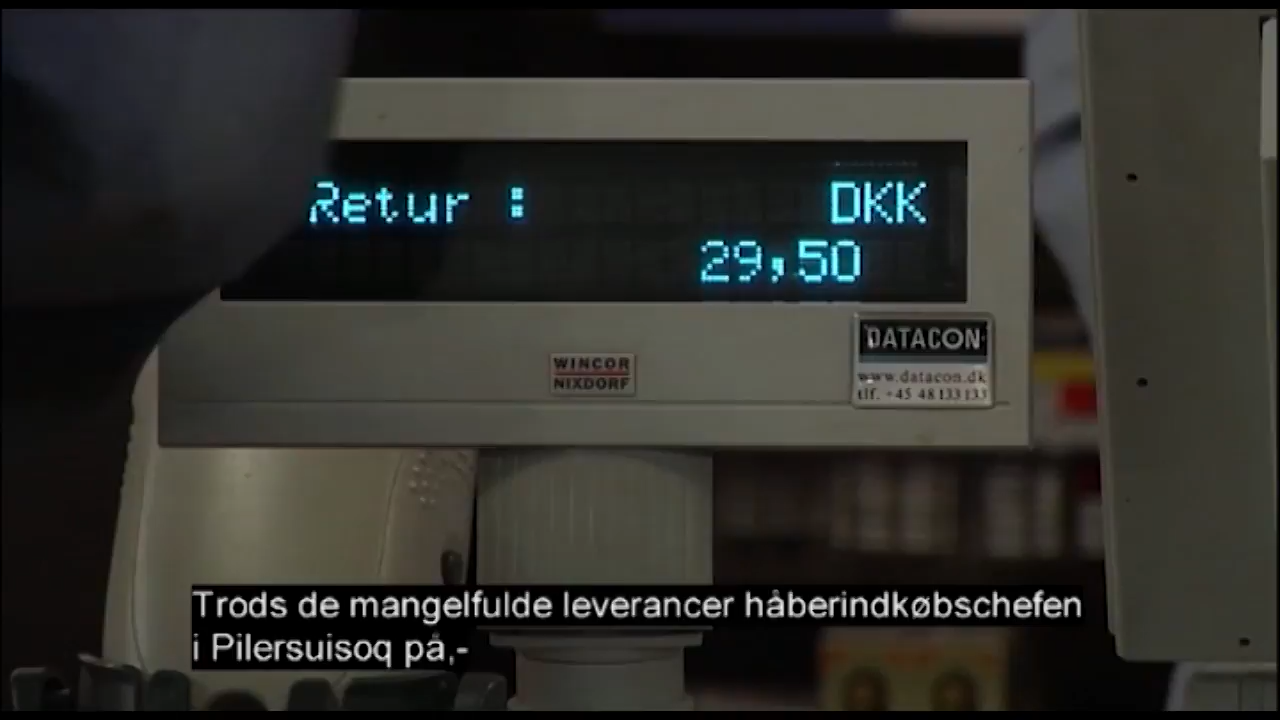 Retur :
DKK
29,50
WINCOR
NIXDORF
DATACON
www.datacon.dk
tlf. +45 48 133 133
Trods de mangelfulde leverancer håberindkøbschefen
i Pilersuisoq på,-